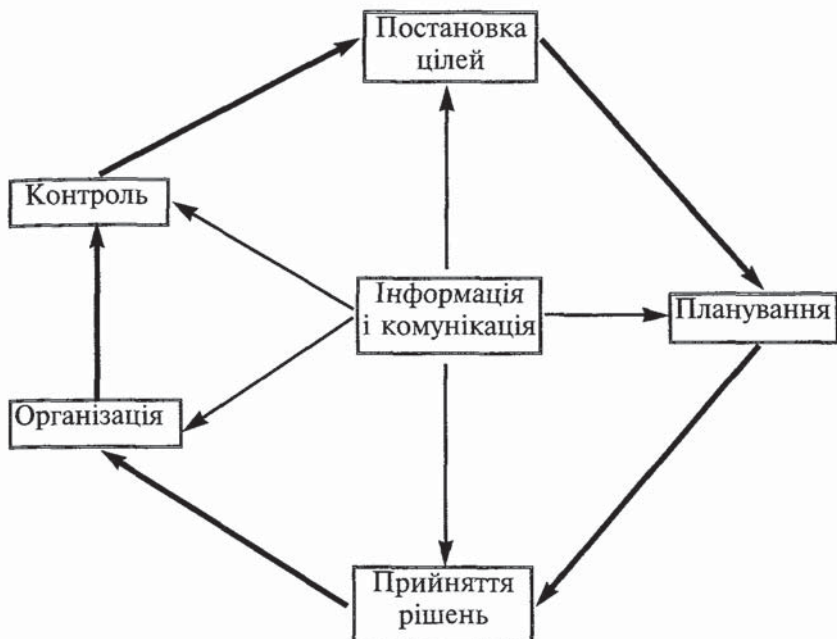 Постановка
цілей
Контроль
Інформація
і комунікація
Планування
Організація
Прийняття
рішень